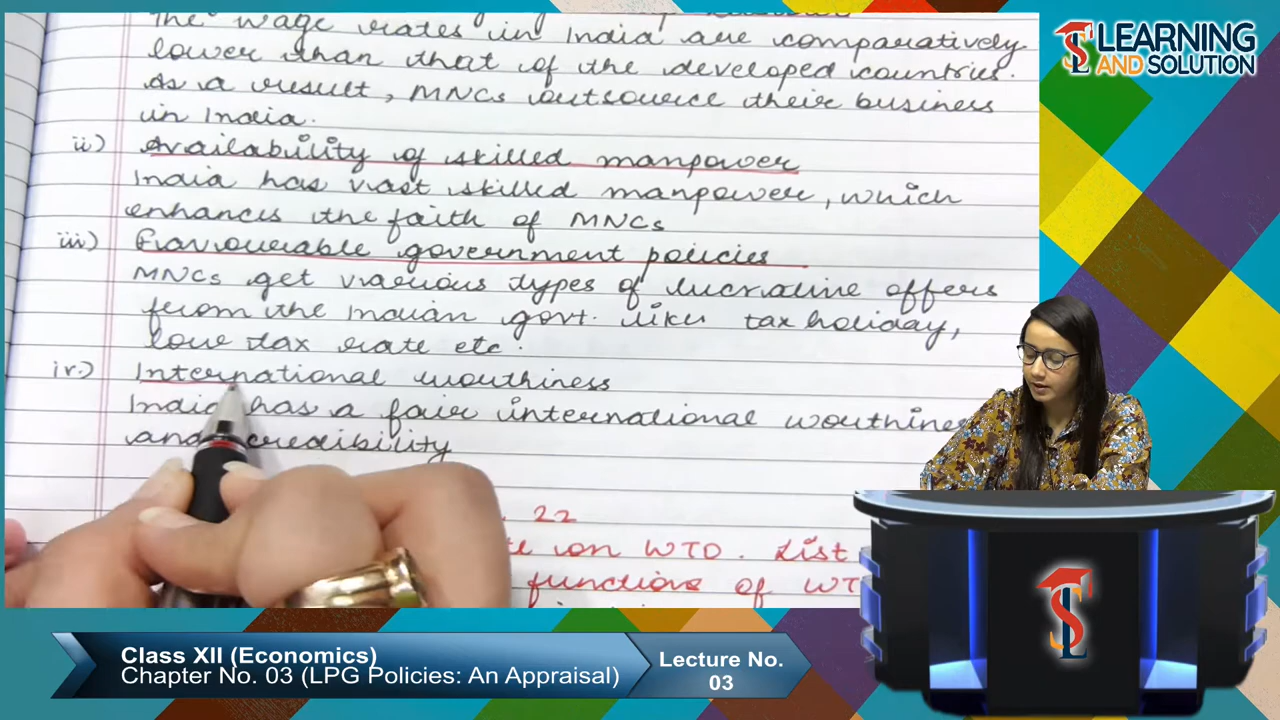 The wage rates in India are comparatively
lower than that of the developed countries.
As a result, MNCs outsource their business
in India.
ii) Availability of skilled manpower
India has vast skilled manpower, which
enhances the faith of MNCs
iii) Favourable government policies
MNCs get various types of lucrative offers
from the Indian govt. like tax holiday,
low tax rate etc.
iv.) International worthiness
India has a fair international
and credibility
22
on WTO. List
functions of
LEARNING
AND SOLUTION
Class XII (Economics)
Chapter No. 03 (LPG Policies: An Appraisal)
Lecture No.
03